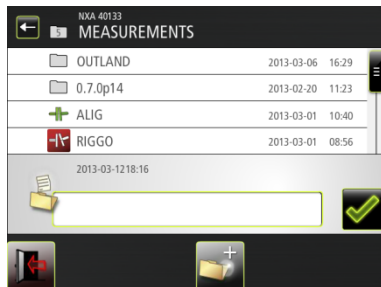 NXA 40133
5 MEASUREMENTS
OUTLAND 2013-03-06 16:29
0.7.0p14 2013-02-20 11:23
ALIG 2013-03-01 10:40
RIGGO 2013-03-01 08:56
2013-03-1218:16